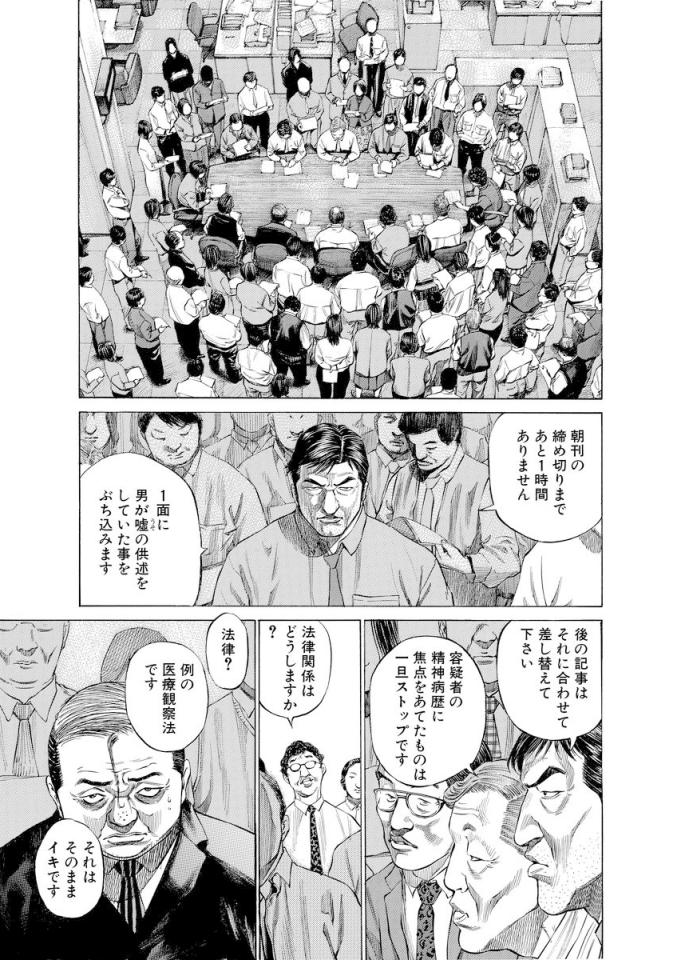 朝刊の
締め切りまで
あと１時間
ありません
１面に
男が嘘の供述を
うそ
していた事を
ぶち込みます
後の記事は
それに合わせて
差し替えて
下さい
容疑者の
精神病歴に
焦点をあてたものは
一旦ストップです
法律関係は
どうしますか
？
法律？
例の
医療観察法
です
それは
そのまま
イキです